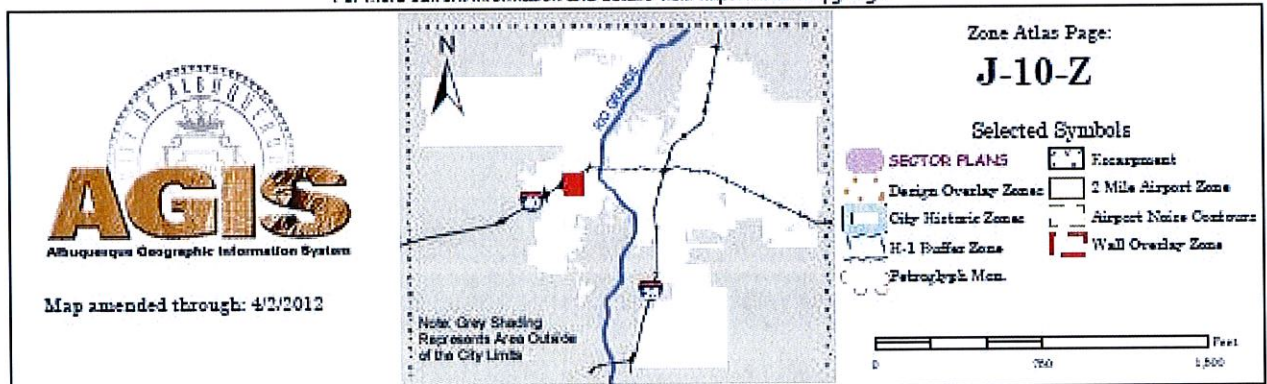 CITY OF ALBUQUERQUE
AGIS
Albuquerque Geographic Information System
Map amended through: 4/2/2012
N
RIO GRANDE
Note: Grey Shading
Represents Area Outside
of the City Limits
Zone Atlas Page:
J-10-Z
Selected Symbols
SECTOR PLANS
Escarpment
Design Overlay Zones
2 Mile Airport Zone
City Historic Zones
Airport Noise Contours
H-1 Buffer Zone
Wall Overlay Zone
Petroglyph Mon.
Feet
0 750 1,500